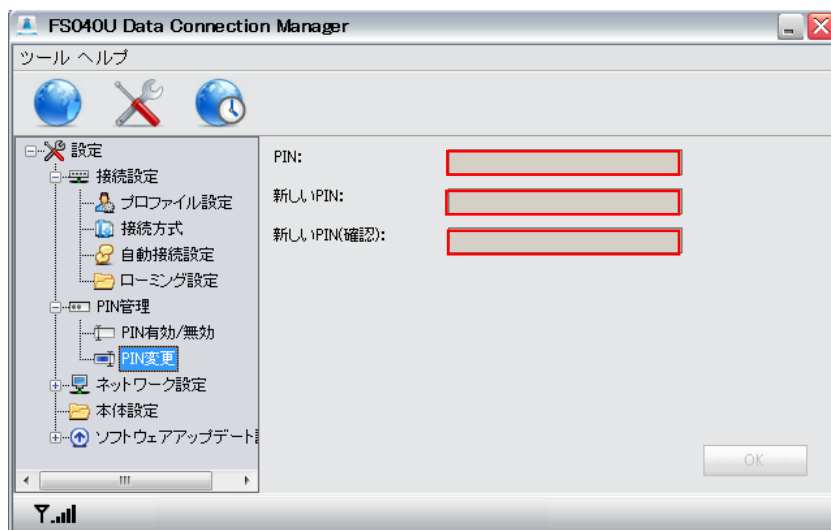 FS040U Data Connection Manager
ツール ヘルプ
設定
接続設定
プロファイル設定
接続方式
自動接続設定
ローミング設定
PIN管理
PIN有効/無効
PIN変更
ネットワーク設定
本体設定
ソフトウェアアップデート
PIN:
新しいPIN:
新しいPIN(確認):
OK